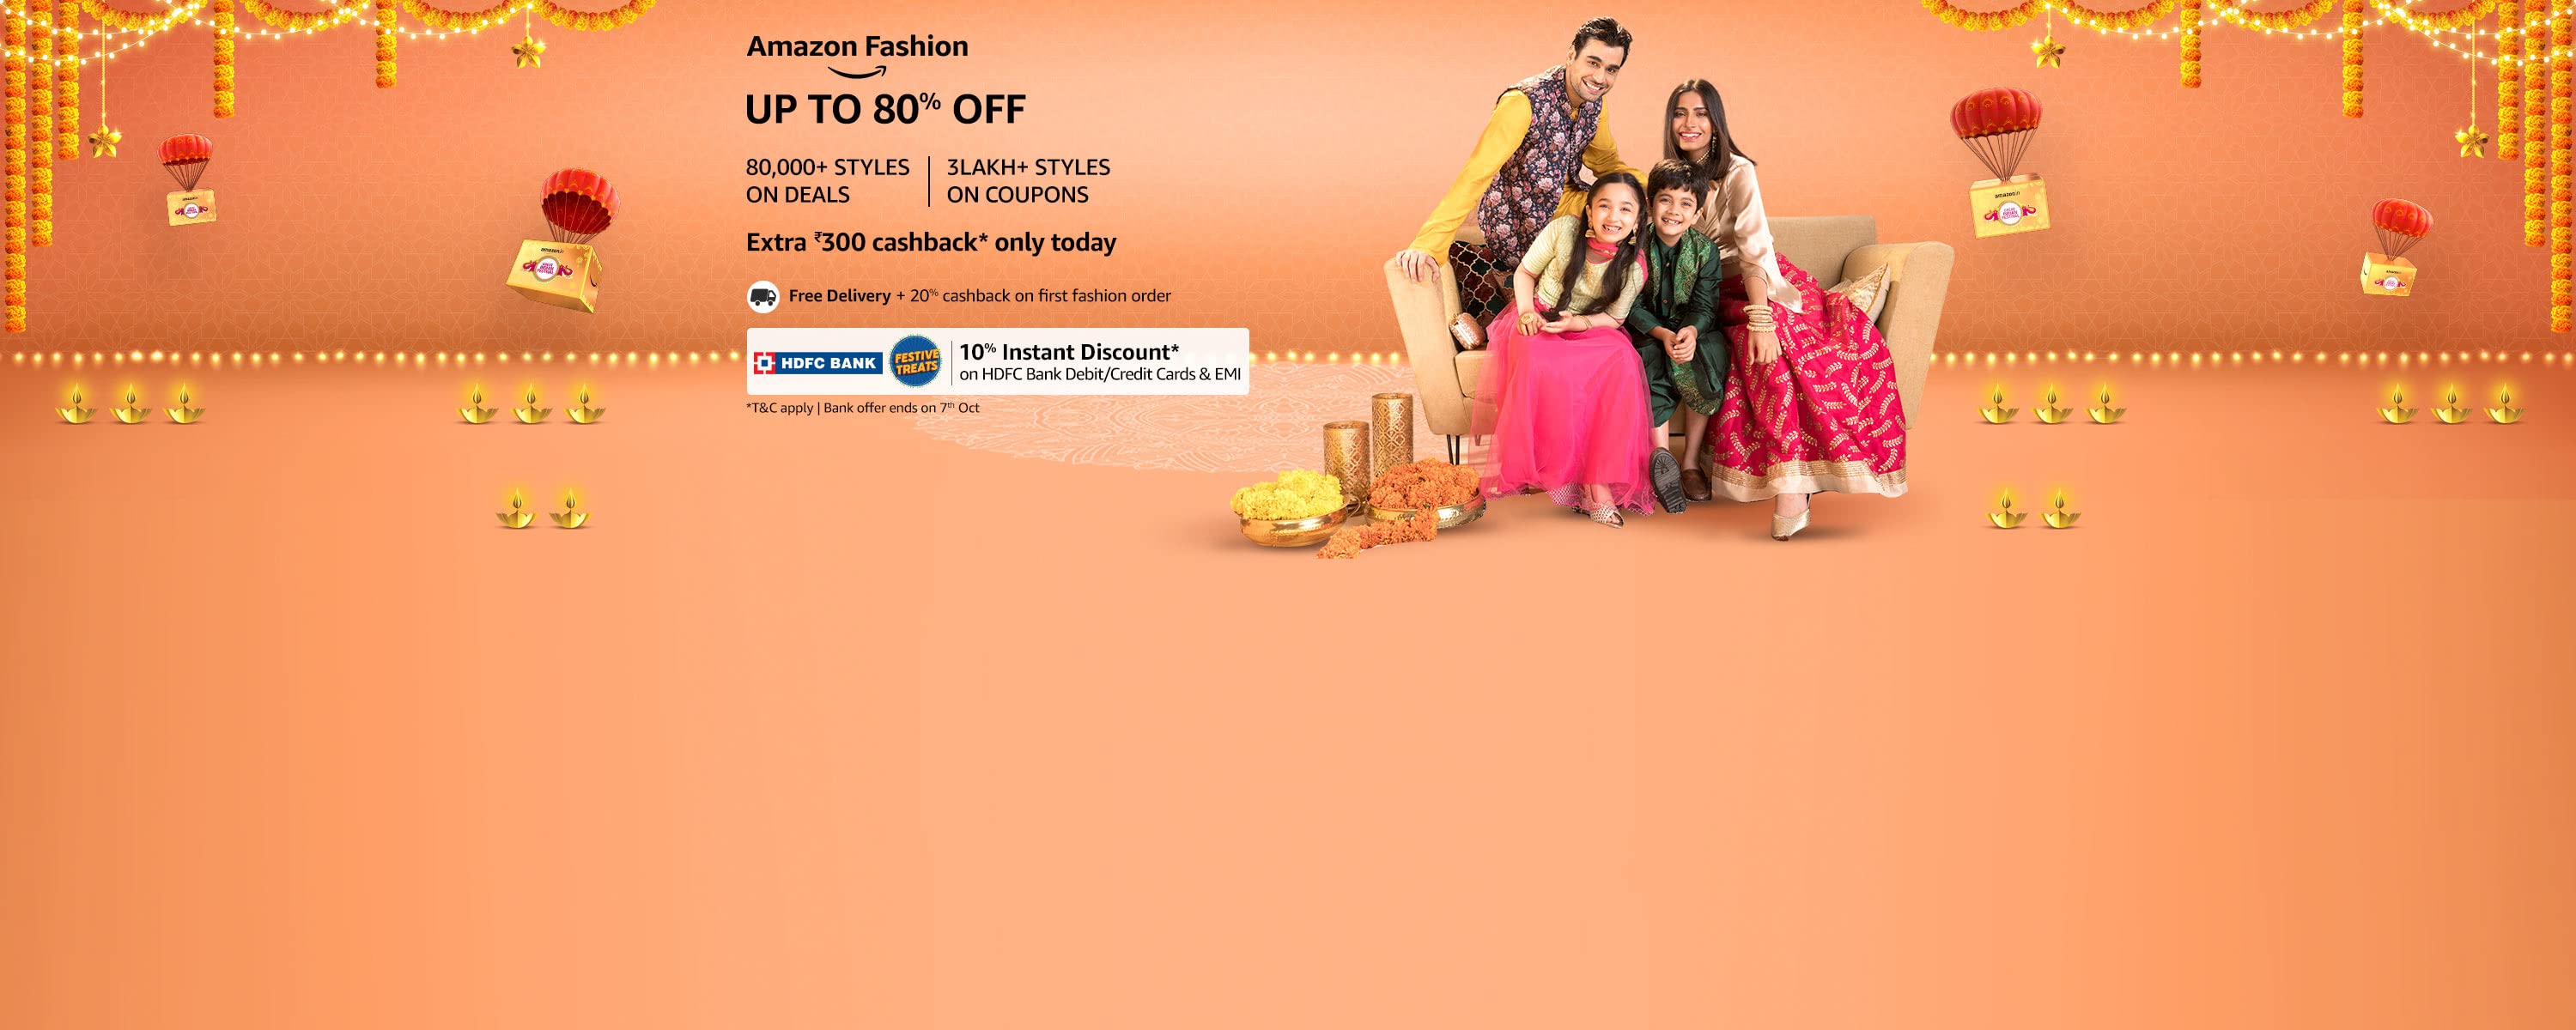 Amazon Fashion
UP TO 80% OFF
80,000+ STYLES
ON DEALS
3LAKH+ STYLES
ON COUPONS
Extra ₹300 cashback* only today
Free Delivery + 20% cashback on first fashion order
HDFC BANK
FESTIVE
TREATS
10% Instant Discount*
on HDFC Bank Debit/Credit Cards & EMI
*T&C apply | Bank offer ends on 7th Oct